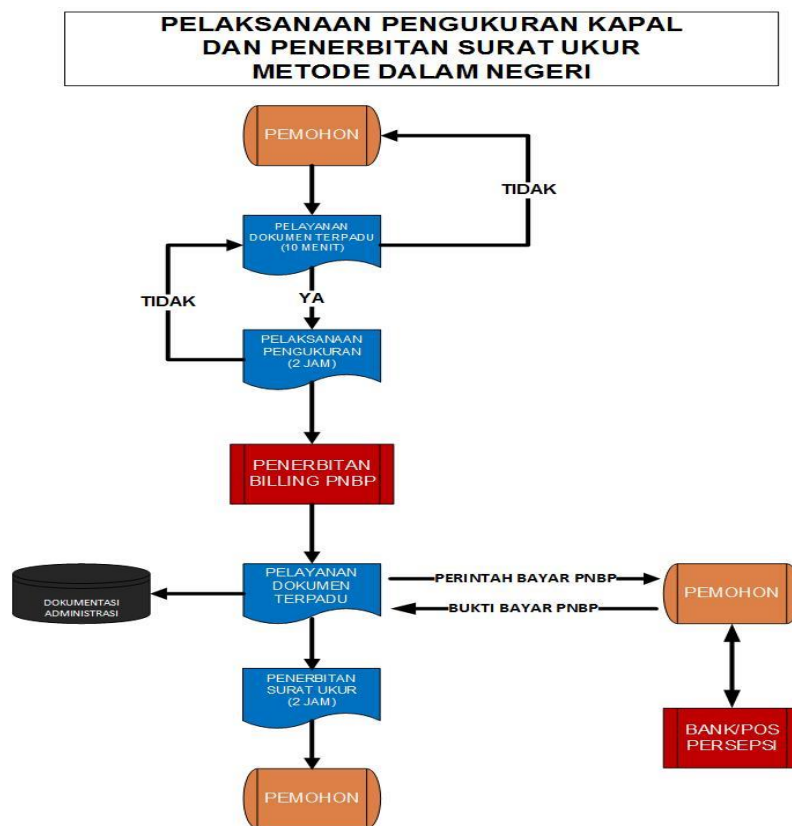 PELAKSANAAN PENGUKURAN KAPAL
DAN PENERBITAN SURAT UKUR
METODE DALAM NEGERI
PEMOHON
TIDAK
PELAYANAN
DOKUMEN TERPADU
(10 MENIT)
TIDAK
YA
PELAKSANAAN
PENGUKURAN
(2 JAM)
PENERBITAN
BILLING PNBP
PELAYANAN
DOKUMEN
TERPADU
PERINTAH BAYAR PNBP
BUKTI BAYAR PNBP
PEMOHON
DOKUMENTASI
ADMINISTRASI
PENERBITAN
SURAT UKUR
(2 JAM)
BANK/POS
PERSEPSI
PEMOHON